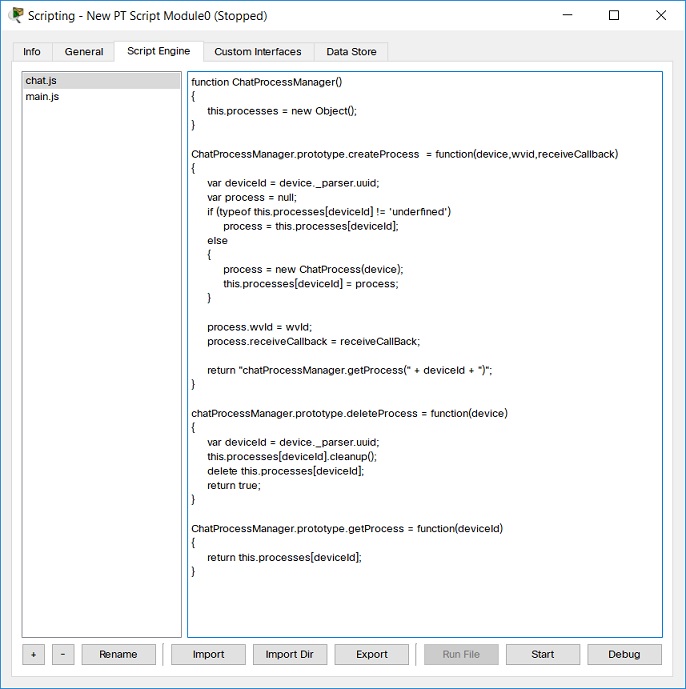 Scripting - New PT Script Module0 (Stopped)
Info General Script Engine Custom Interfaces Data Store
chat.js
main.js
function ChatProcessManager()
{
this.processes = new Object();
}
ChatProcessManager.prototype.createProcess = function(device,wvid,receiveCallback)
{
var deviceId = device._parser.uuid;
var process = null;
if (typeof this.processes[deviceId] != 'underfined')
process = this.processes[deviceId];
else
{
process = new ChatProcess(device);
this.processes[deviceId] = process;
}
process.wvId = wvId;
process.receiveCallback = receiveCallBack;
return "chatProcessManager.getProcess(" + deviceId + ")";
}
chatProcessManager.prototype.deleteProcess = function(device)
{
var deviceId = device._parser.uuid;
this.processes[deviceId].cleanup();
delete this.processes[deviceId];
return true;
}
ChatProcessManager.prototype.getProcess = function(deviceId)
{
return this.processes[deviceId];
}
+ - Rename Import Import Dir Export Run File Start Debug